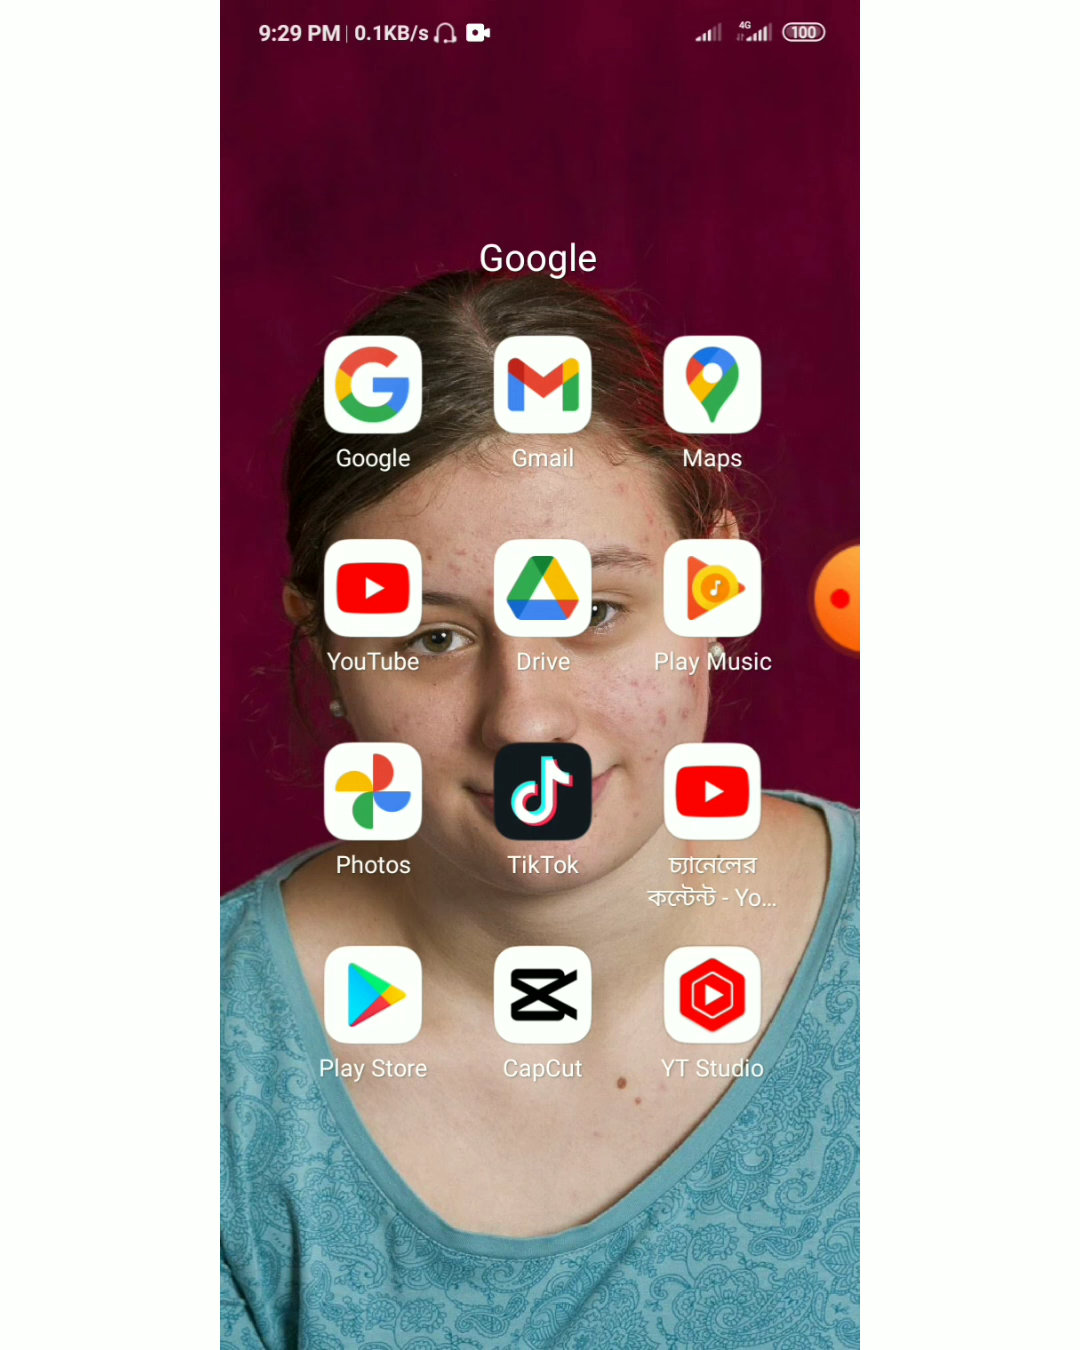 9:29 PM | 0.1KB/s 4G 100
Google
Google Gmail Maps
YouTube Drive Play Music
Photos TikTok চ্যানেলের
কন্টেন্ট - Yo...
Play Store CapCut YT Studio